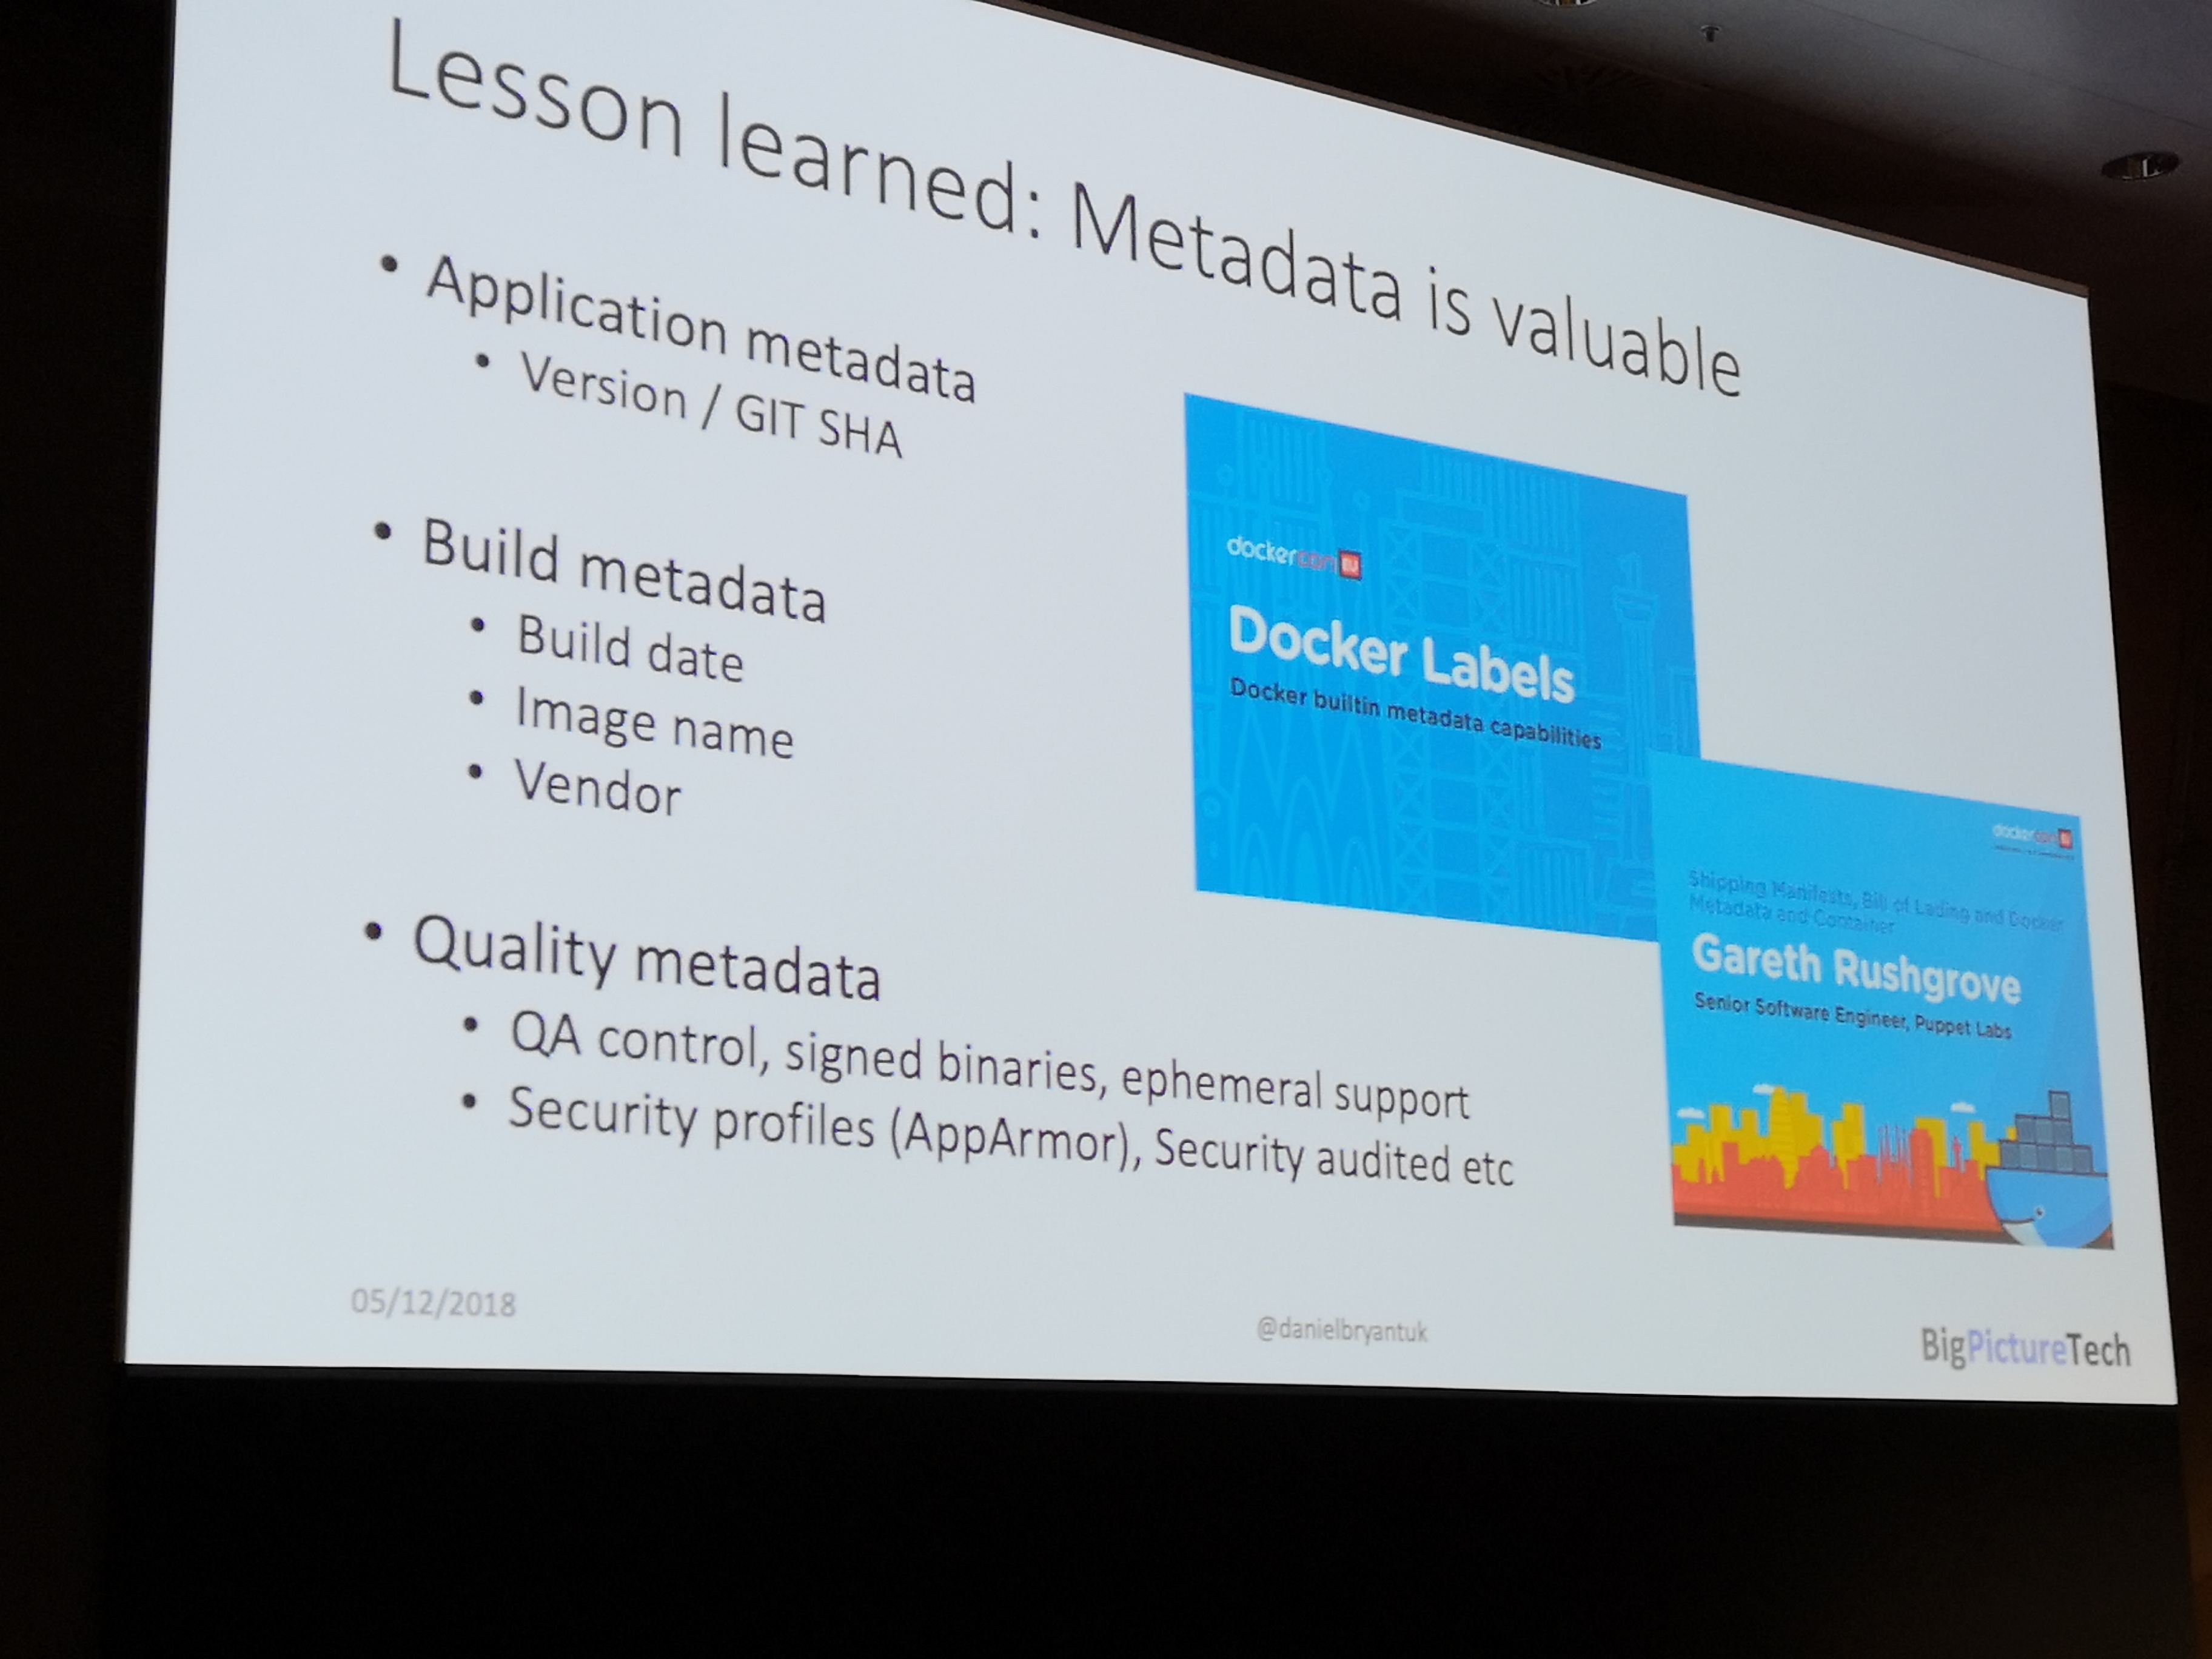 Lesson learned: Metadata is valuable
• Application metadata
• Version / GIT SHA
• Build metadata
• Build date
• Image name
• Vendor
• Quality metadata
• QA control, signed binaries, ephemeral support
• Security profiles (AppArmor), Security audited etc
dockercon EU
Docker Labels
Docker builtin metadata capabilities
dockercon EU
Shipping Manifests, Bill of Lading and Docker
Metadata and Container
Gareth Rushgrove
Senior Software Engineer, Puppet Labs
05/12/2018
@danielbryantuk
BigPictureTech